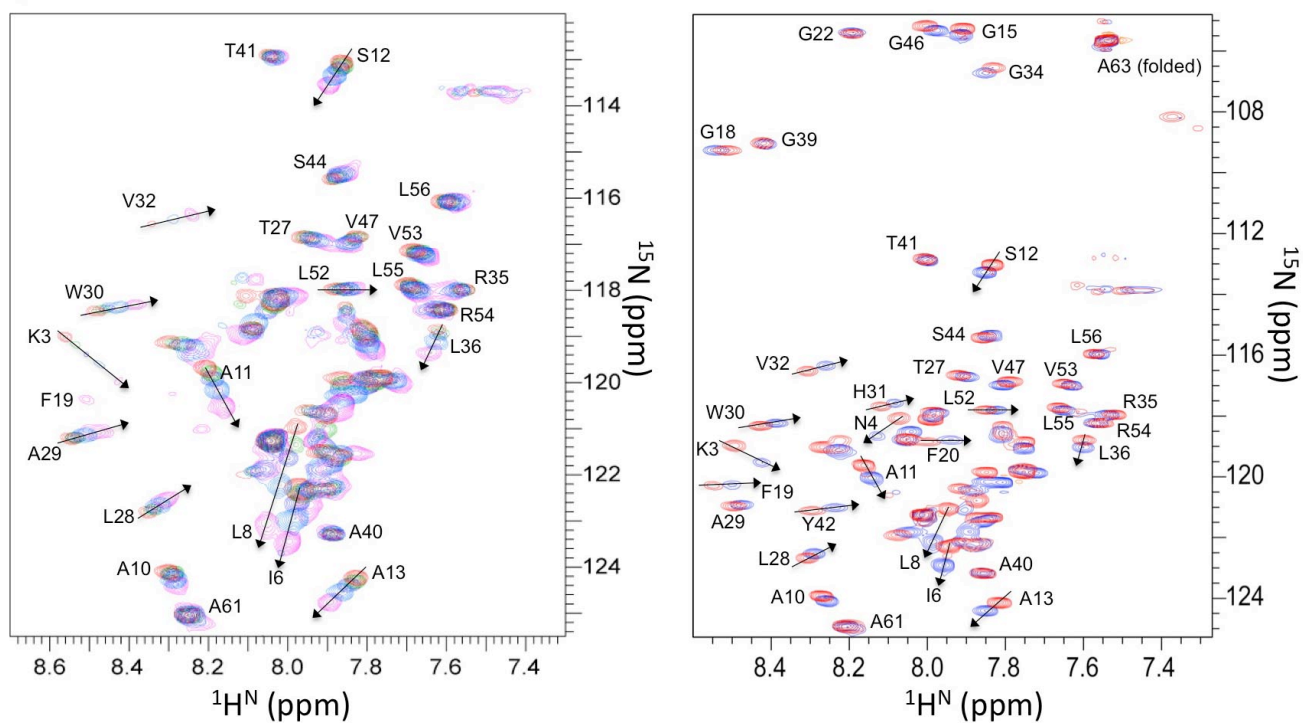 T41
S12
114
S44
V32
116
L56
T27
V47
V53
15N (ppm)
L52
L55
R35
118
W30
R54
K3
L36
A11
120
F19
A29
122
L28
L8
A40
I6
A10
A13
124
A61
8.6 8.4 8.2 8.0 7.8 7.6 7.4
1HN (ppm)
G22
G46
G15
A63 (folded)
G34
108
G18
G39
112
T41
S12
15N (ppm)
S44
L56
116
V32
T27
V47
V53
H31
L52
R35
W30
N4
L55
R54
K3
F20
L36
A11
120
F19
A29
Y42
L8
L28
A40
I6
A10
A13
124
A61
8.4 8.2 8.0 7.8 7.6 7.4
1HN (ppm)